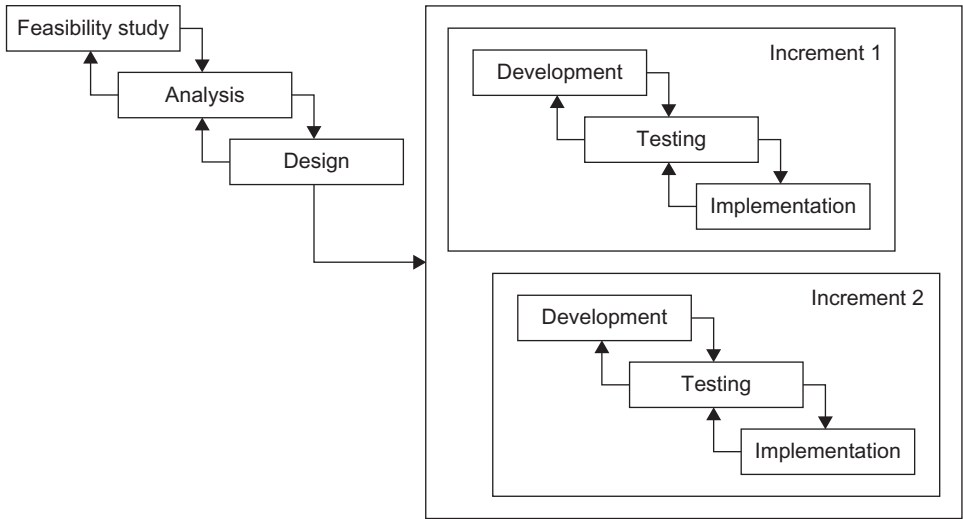 Feasibility study
Analysis
Design
Increment 1
Development
Testing
Implementation
Increment 2
Development
Testing
Implementation